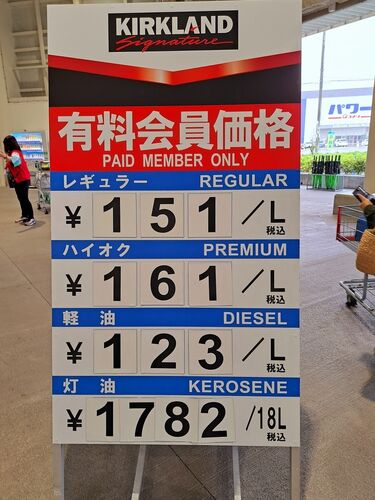 KIRKLAND
Signature
有料会員価格
PAID MEMBER ONLY
レギュラー REGULAR
¥151/L
税込
ハイオク PREMIUM
¥161/L
税込
軽油 DIESEL
¥123/L
税込
灯油 KEROSENE
¥1782/18L
税込
パワー